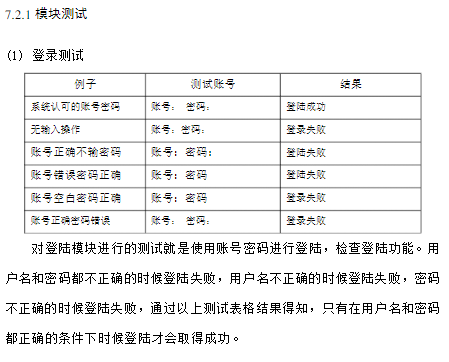 7.2.1 模块测试
(1) 登录测试
例子 测试账号 结果
系统认可的账号密码 账号： 密码： 登陆成功
无输入操作 账号：密码： 登录失败
账号正确不输密码 账号：密码： 登陆失败
账号错误密码正确 账号：密码 登陆失败
账号空白密码正确 账号：密码 登录失败
账号正确密码错误 账号： 密码： 登录失败
对登陆模块进行的测试就是使用账号密码进行登陆，检查登陆功能。用
户名和密码都不正确的时候登陆失败，用户名不正确的时候登陆失败，密码
不正确的时候登陆失败，通过以上测试表格结果得知，只有在用户名和密码
都正确的条件下时候登陆才会取得成功。